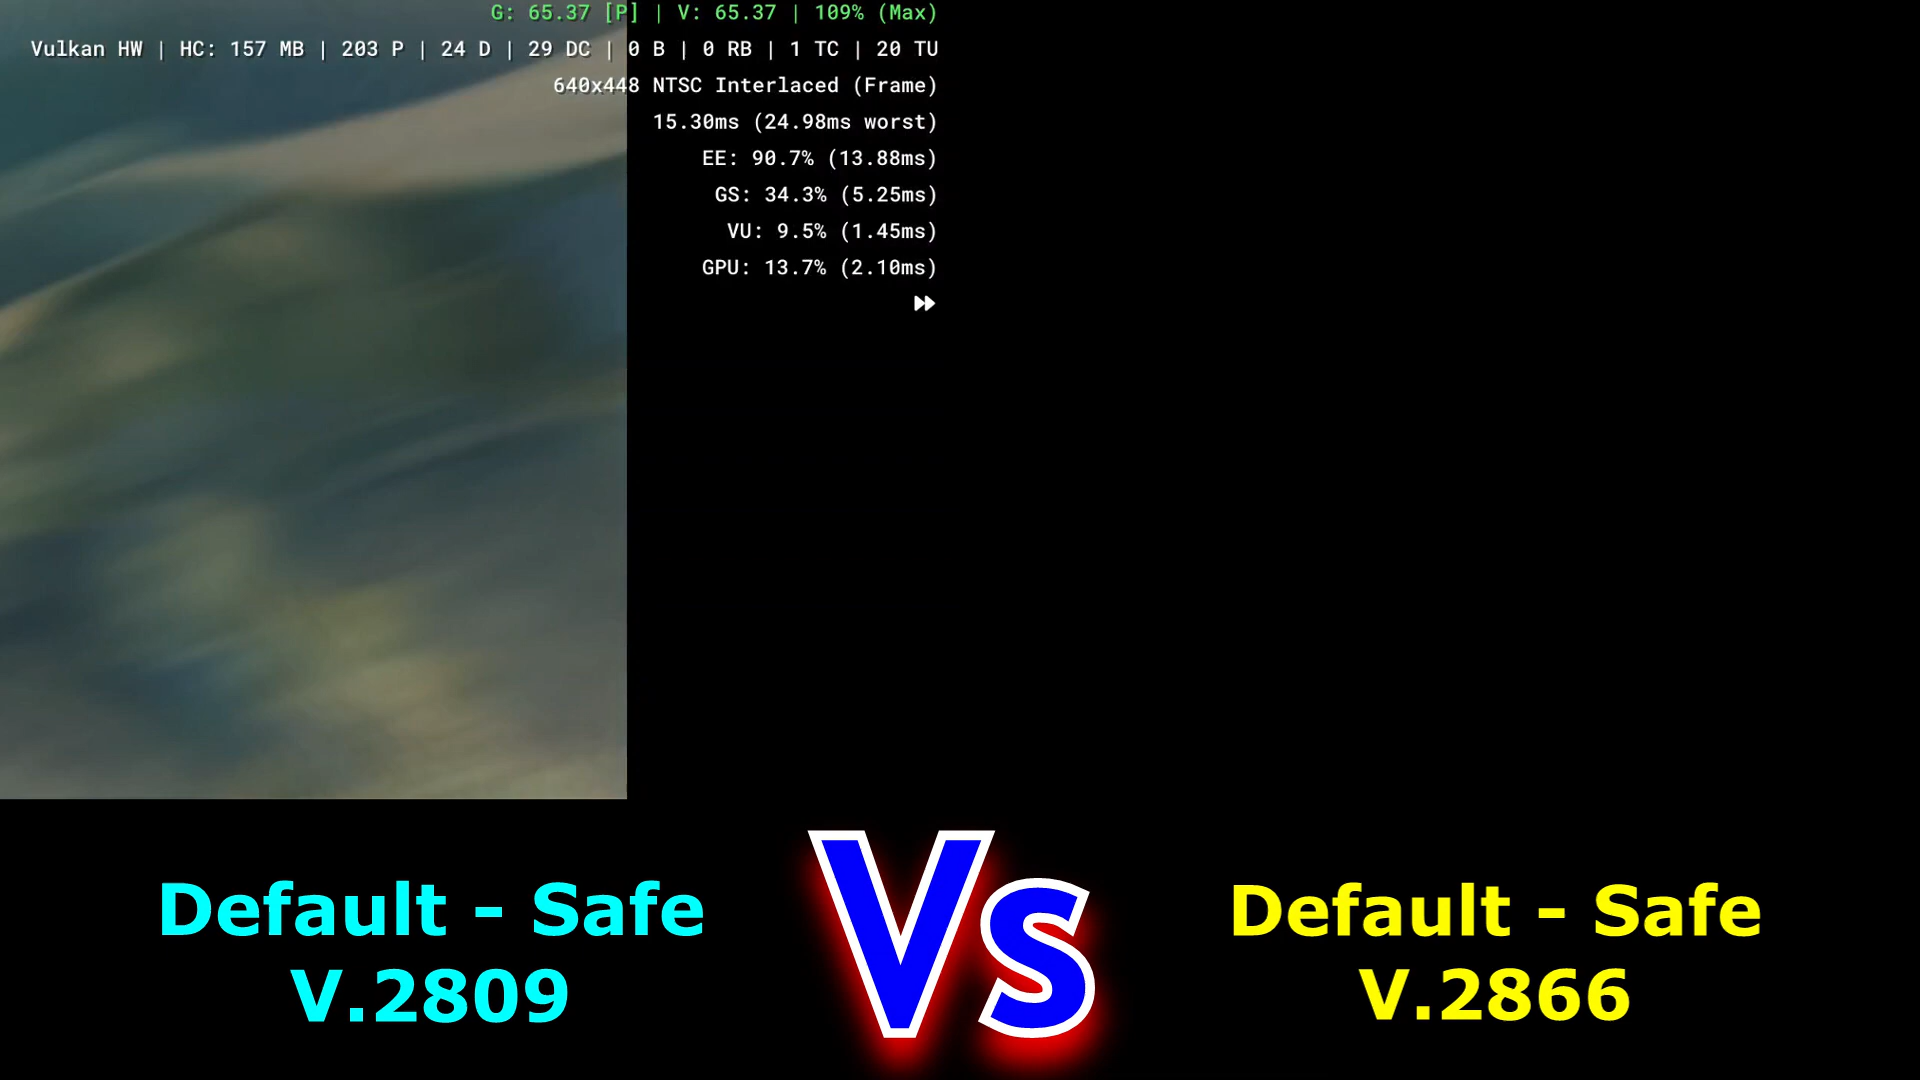 G: 65.37 [P] | V: 65.37 | 109% (Max)
Vulkan HW | HC: 157 MB | 203 P | 24 D | 29 DC | 0 B | 0 RB | 1 TC | 20 TU
640x448 NTSC Interlaced (Frame)
15.30ms (24.98ms worst)
EE: 90.7% (13.88ms)
GS: 34.3% (5.25ms)
VU: 9.5% (1.45ms)
GPU: 13.7% (2.10ms)
Default - Safe
V.2809
Vs
Default - Safe
V.2866